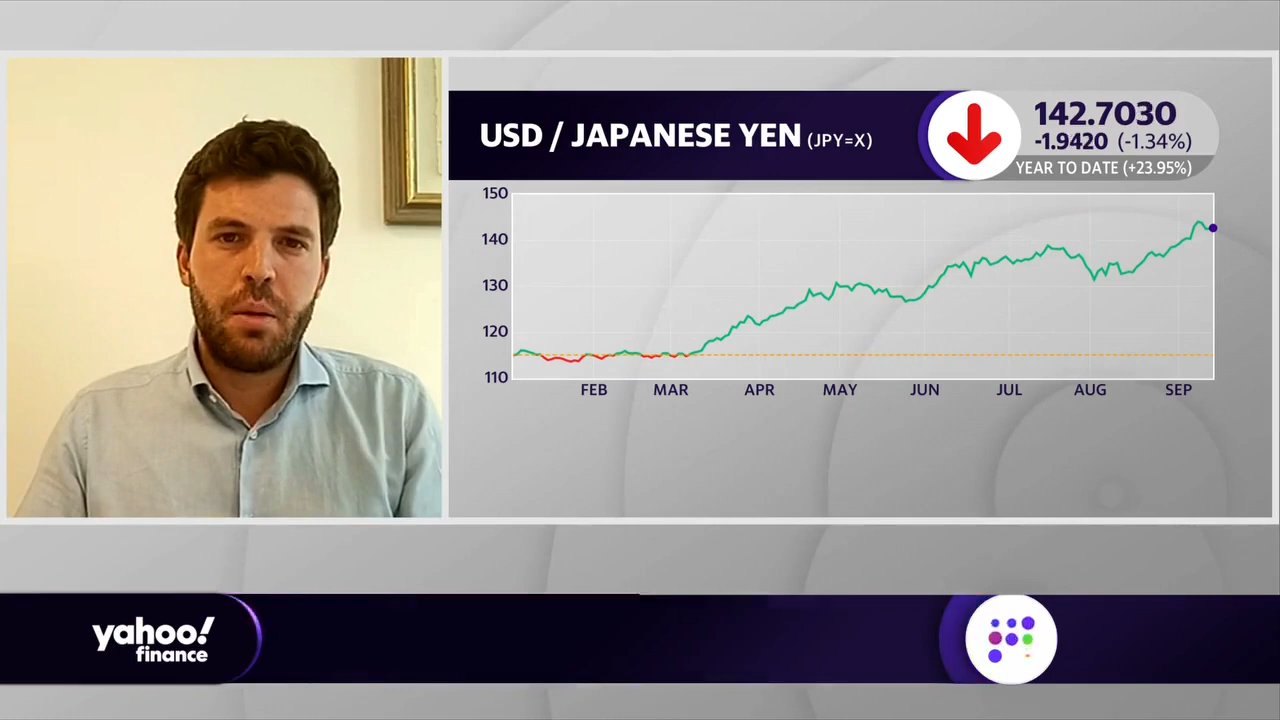 USD / JAPANESE YEN (JPY=X)
142.7030
-1.9420 (-1.34%)
YEAR TO DATE (+23.95%)
150
140
130
120
110
FEB MAR APR MAY JUN JUL AUG SEP
yahoo!
finance